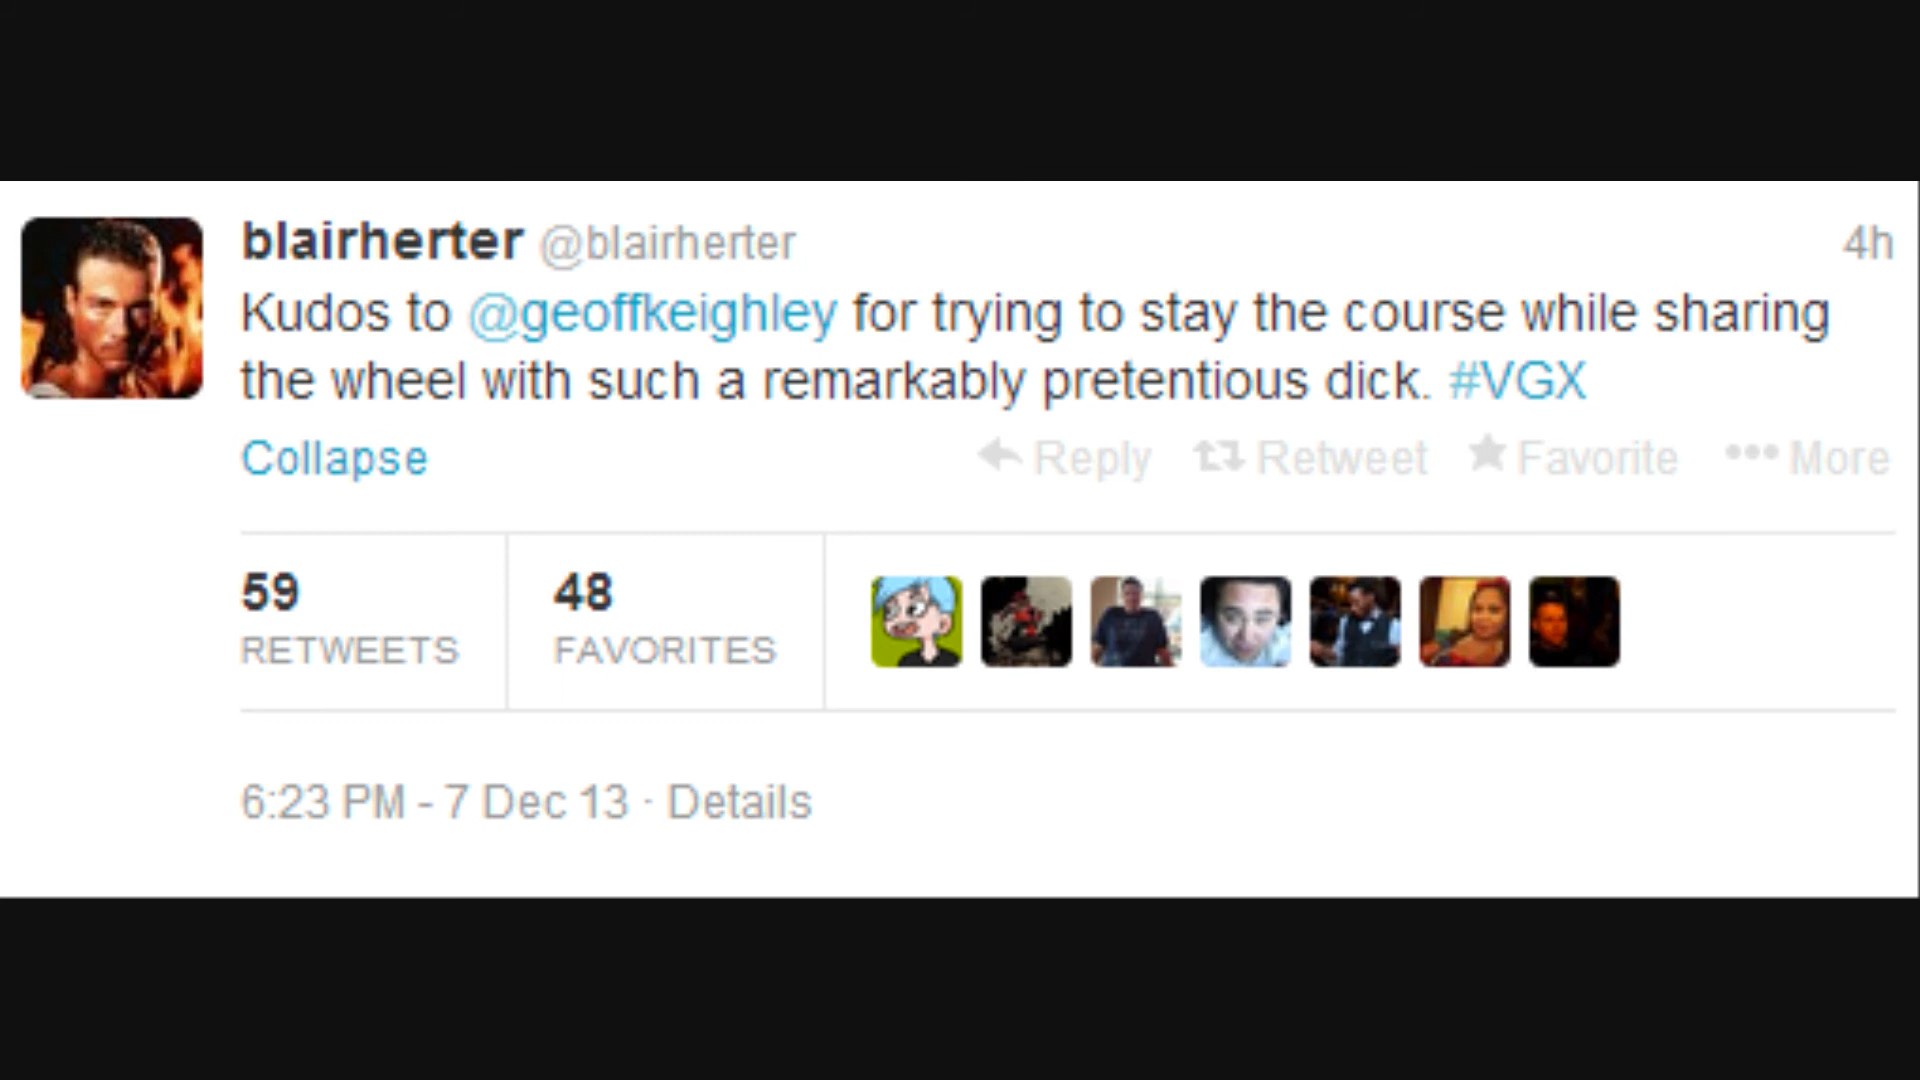 blairherter @blairherter 4h
Kudos to @geoffkeighley for trying to stay the course while sharing
the wheel with such a remarkably pretentious dick. #VGX
Collapse Reply Retweet Favorite More
59 48
RETWEETS FAVORITES
6:23 PM - 7 Dec 13 · Details